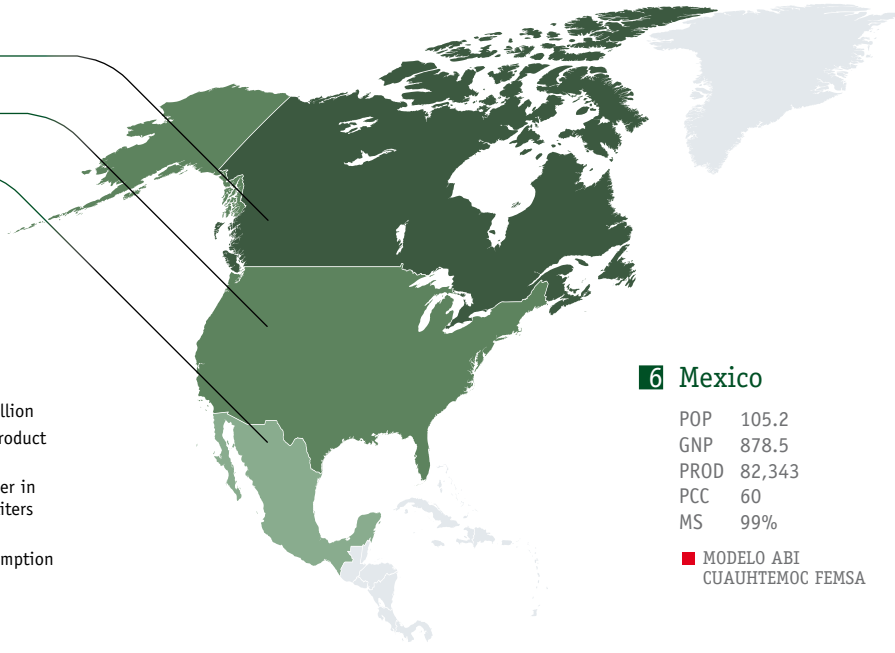 llion
roduct
er in
iters
mption
6 Mexico
POP 105.2
GNP 878.5
PROD 82,343
PCC 60
MS 99%
MODELO ABI
CUAUHTEMOC FEMSA